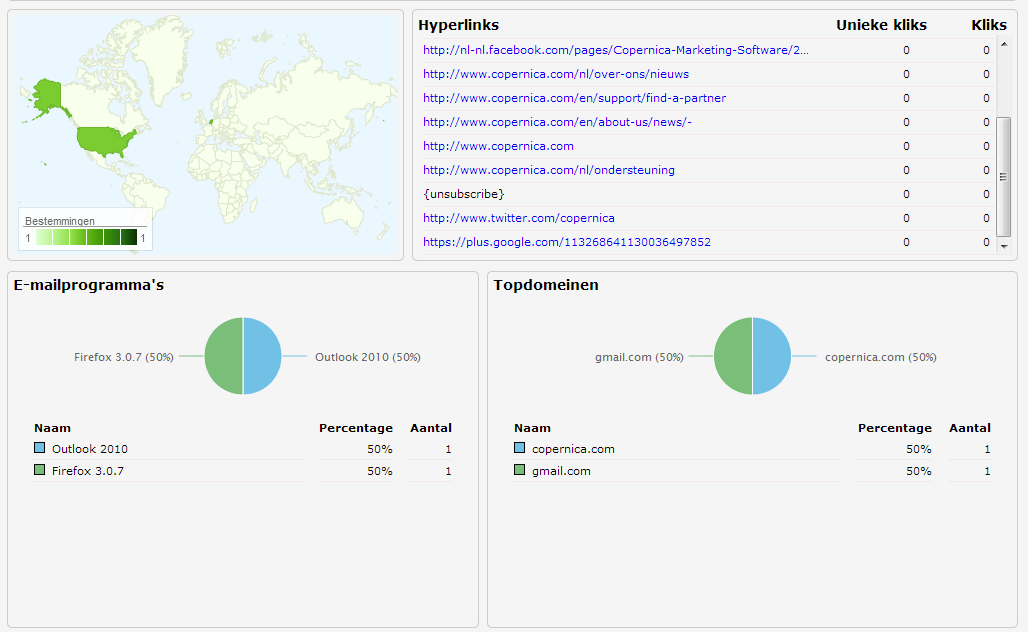 Bestemmingen
1 1
Hyperlinks Unieke kliks Kliks
http://nl-nl.facebook.com/pages/Copernica-Marketing-Software/2... 0 0
http://www.copernica.com/nl/over-ons/nieuws 0 0
http://www.copernica.com/en/support/find-a-partner 0 0
http://www.copernica.com/en/about-us/news/- 0 0
http://www.copernica.com 0 0
http://www.copernica.com/nl/ondersteuning 0 0
{unsubscribe} 0 0
http://www.twitter.com/copernica 0 0
https://plus.google.com/113268641130036497852 0 0
E-mailprogramma's
Firefox 3.0.7 (50%) Outlook 2010 (50%)
Naam Percentage Aantal
Outlook 2010 50% 1
Firefox 3.0.7 50% 1
Topdomeinen
gmail.com (50%) copernica.com (50%)
Naam Percentage Aantal
copernica.com 50% 1
gmail.com 50% 1